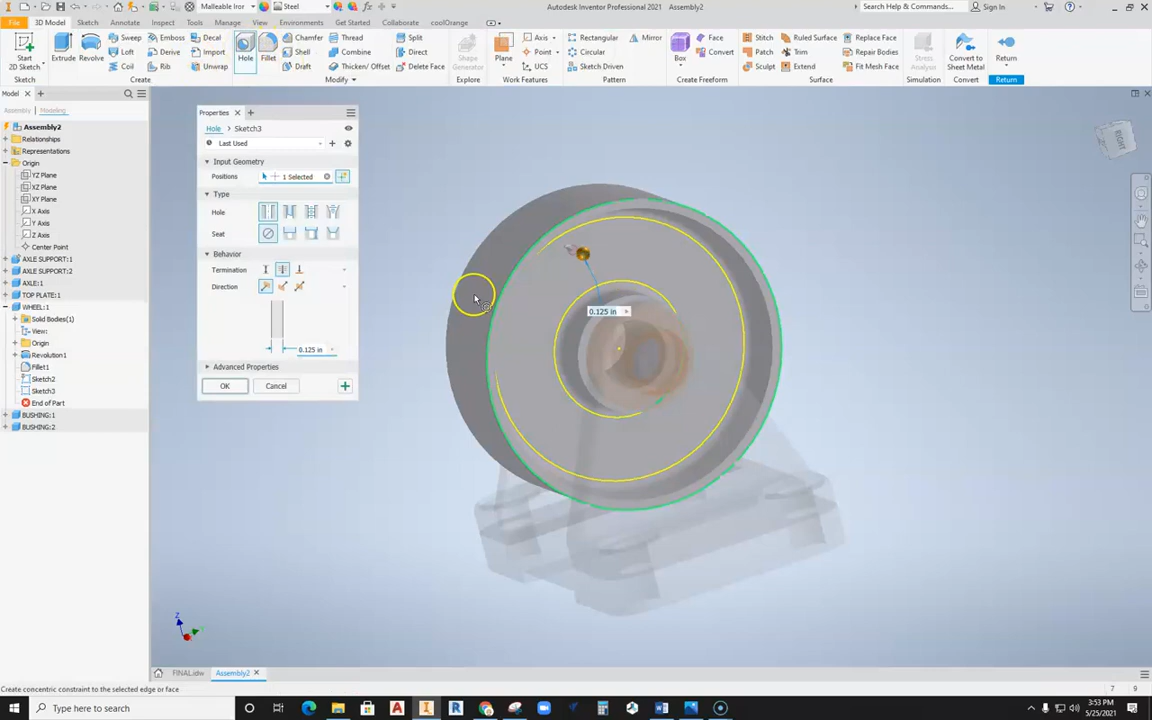 Malleable Iron
Steel
Autodesk Inventor Professional 2021 Assembly2
Search Help & Commands...
Sign In
File
3D Model
Sketch
Annotate
Inspect
Tools
Manage
View
Environments
Get Started
Collaborate
coolOrange
Start
2D Sketch
Extrude
Revolve
Sweep
Emboss
Decal
Loft
Derive
Import
Coil
Rib
Unwrap
Hole
Fillet
Chamfer
Thread
Split
Shell
Combine
Direct
Draft
Thicken/ Offset
Delete Face
Shape
Generator
Plane
Axis
Point
UCS
Rectangular
Mirror
Circular
Sketch Driven
Box
Face
Convert
Stitch
Ruled Surface
Replace Face
Patch
Trim
Repair Bodies
Sculpt
Extend
Fit Mesh Face
Stress
Analysis
Convert to
Sheet Metal
Return
Sketch
Create
Modify
Explore
Work Features
Pattern
Create Freeform
Surface
Simulation
Convert
Return
Model
Assembly
Modeling
Assembly2
Relationships
Representations
Origin
YZ Plane
XZ Plane
XY Plane
X Axis
Y Axis
Z Axis
Center Point
AXLE SUPPORT:1
AXLE SUPPORT:2
AXLE:1
TOP PLATE:1
WHEEL:1
Solid Bodies(1)
View:
Origin
Revolution1
Fillet1
Sketch2
Sketch3
End of Part
BUSHING:1
BUSHING:2
Properties
Hole > Sketch3
Last Used
Input Geometry
Positions
1 Selected
Type
Hole
Seat
Behavior
Termination
Direction
0.125 in
Advanced Properties
OK
Cancel
0.125 in
RIGHT
Z
FINAL.idw
Assembly2
Create concentric constraint to the selected edge or face
7 9
Type here to search
3:53 PM
5/25/2021